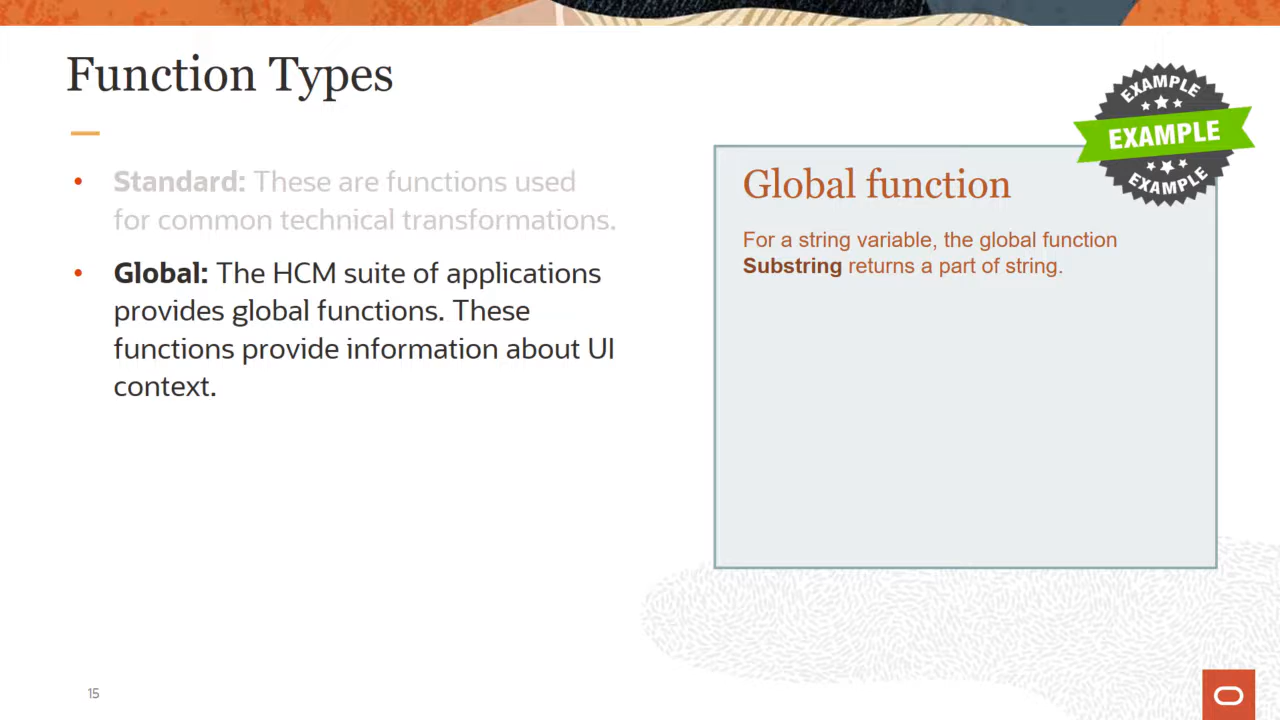 Function Types
• Standard: These are functions used
for common technical transformations.
• Global: The HCM suite of applications
provides global functions. These
functions provide information about UI
context.
EXAMPLE
EXAMPLE
EXAMPLE
Global function
For a string variable, the global function
Substring returns a part of string.
15